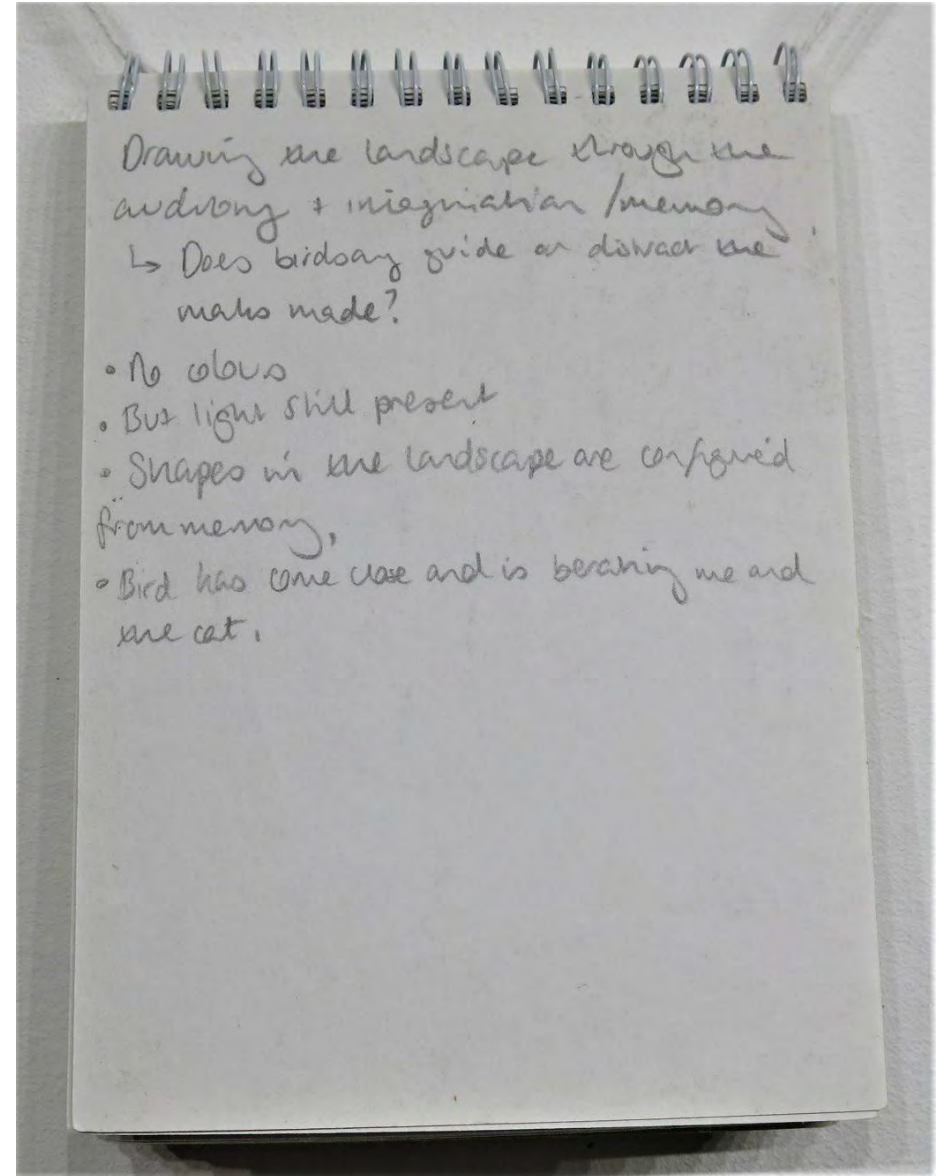 Drawing the landscape through the
auditory + imagination / memory
↳ Does birdsong guide or distract the
marks made?
• No colours
• But light still present
• Shapes in the landscape are configured
from memory,
• Bird has come close and is berating me and
the cat.